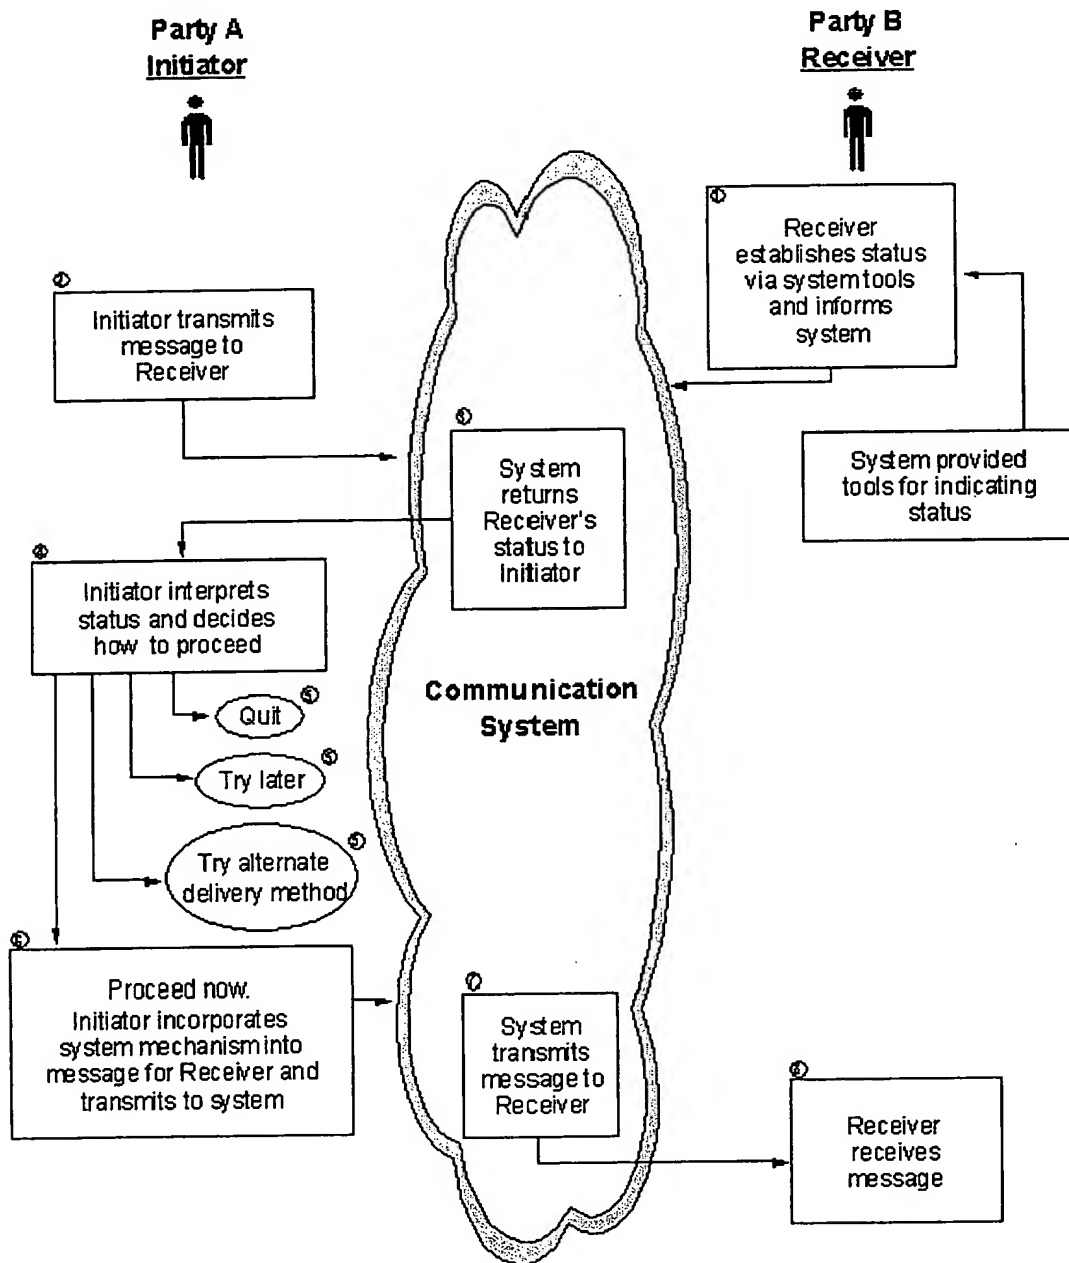 Party A
Initiator
Party B
Receiver
Receiver
establishes status
via system tools
and informs
system
Initiator transmits
message to
Receiver
System provided
tools for indicating
status
System
returns
Receiver's
status to
Initiator
Initiator interprets
status and decides
how to proceed
Communication
System
Quit
Try later
Try alternate
delivery method
Proceed now.
Initiator incorporates
system mechanism into
message for Receiver and
transmits to system
System
transmits
message to
Receiver
Receiver
receives
message